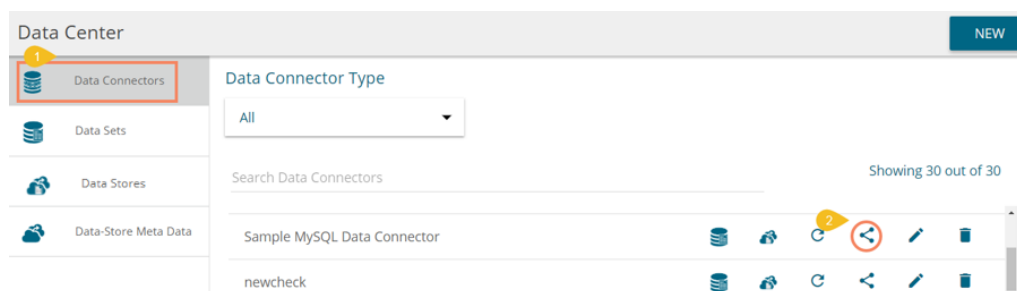 Data Center
NEW
1
Data Connectors
Data Sets
Data Stores
Data-Store Meta Data
Data Connector Type
All
Search Data Connectors
Showing 30 out of 30
Sample MySQL Data Connector
2
newcheck